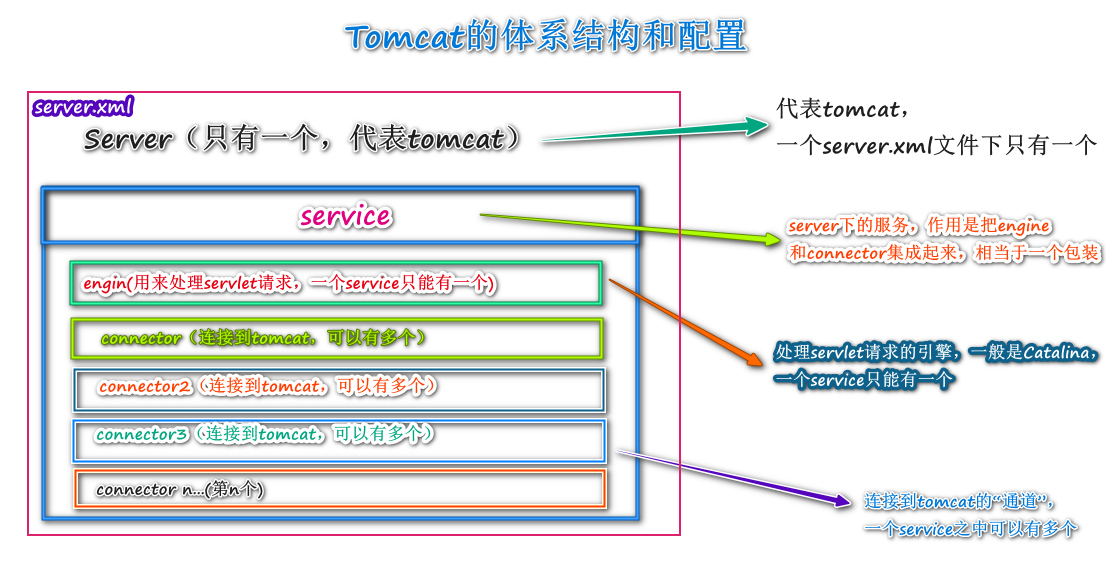 Tomcat的体系结构和配置
server.xml
Server（只有一个，代表tomcat）
代表tomcat，
一个server.xml文件下只有一个
service
server下的服务，作用是把engine
和connector集成起来，相当于一个包装
engin(用来处理servlet请求，一个service只能有一个)
connector（连接到tomcat，可以有多个）
处理servlet请求的引擎，一般是Catalina，
一个service只能有一个
connector2（连接到tomcat，可以有多个）
connector3（连接到tomcat，可以有多个）
connector n...(第n个)
连接到tomcat的“通道”，
一个service之中可以有多个